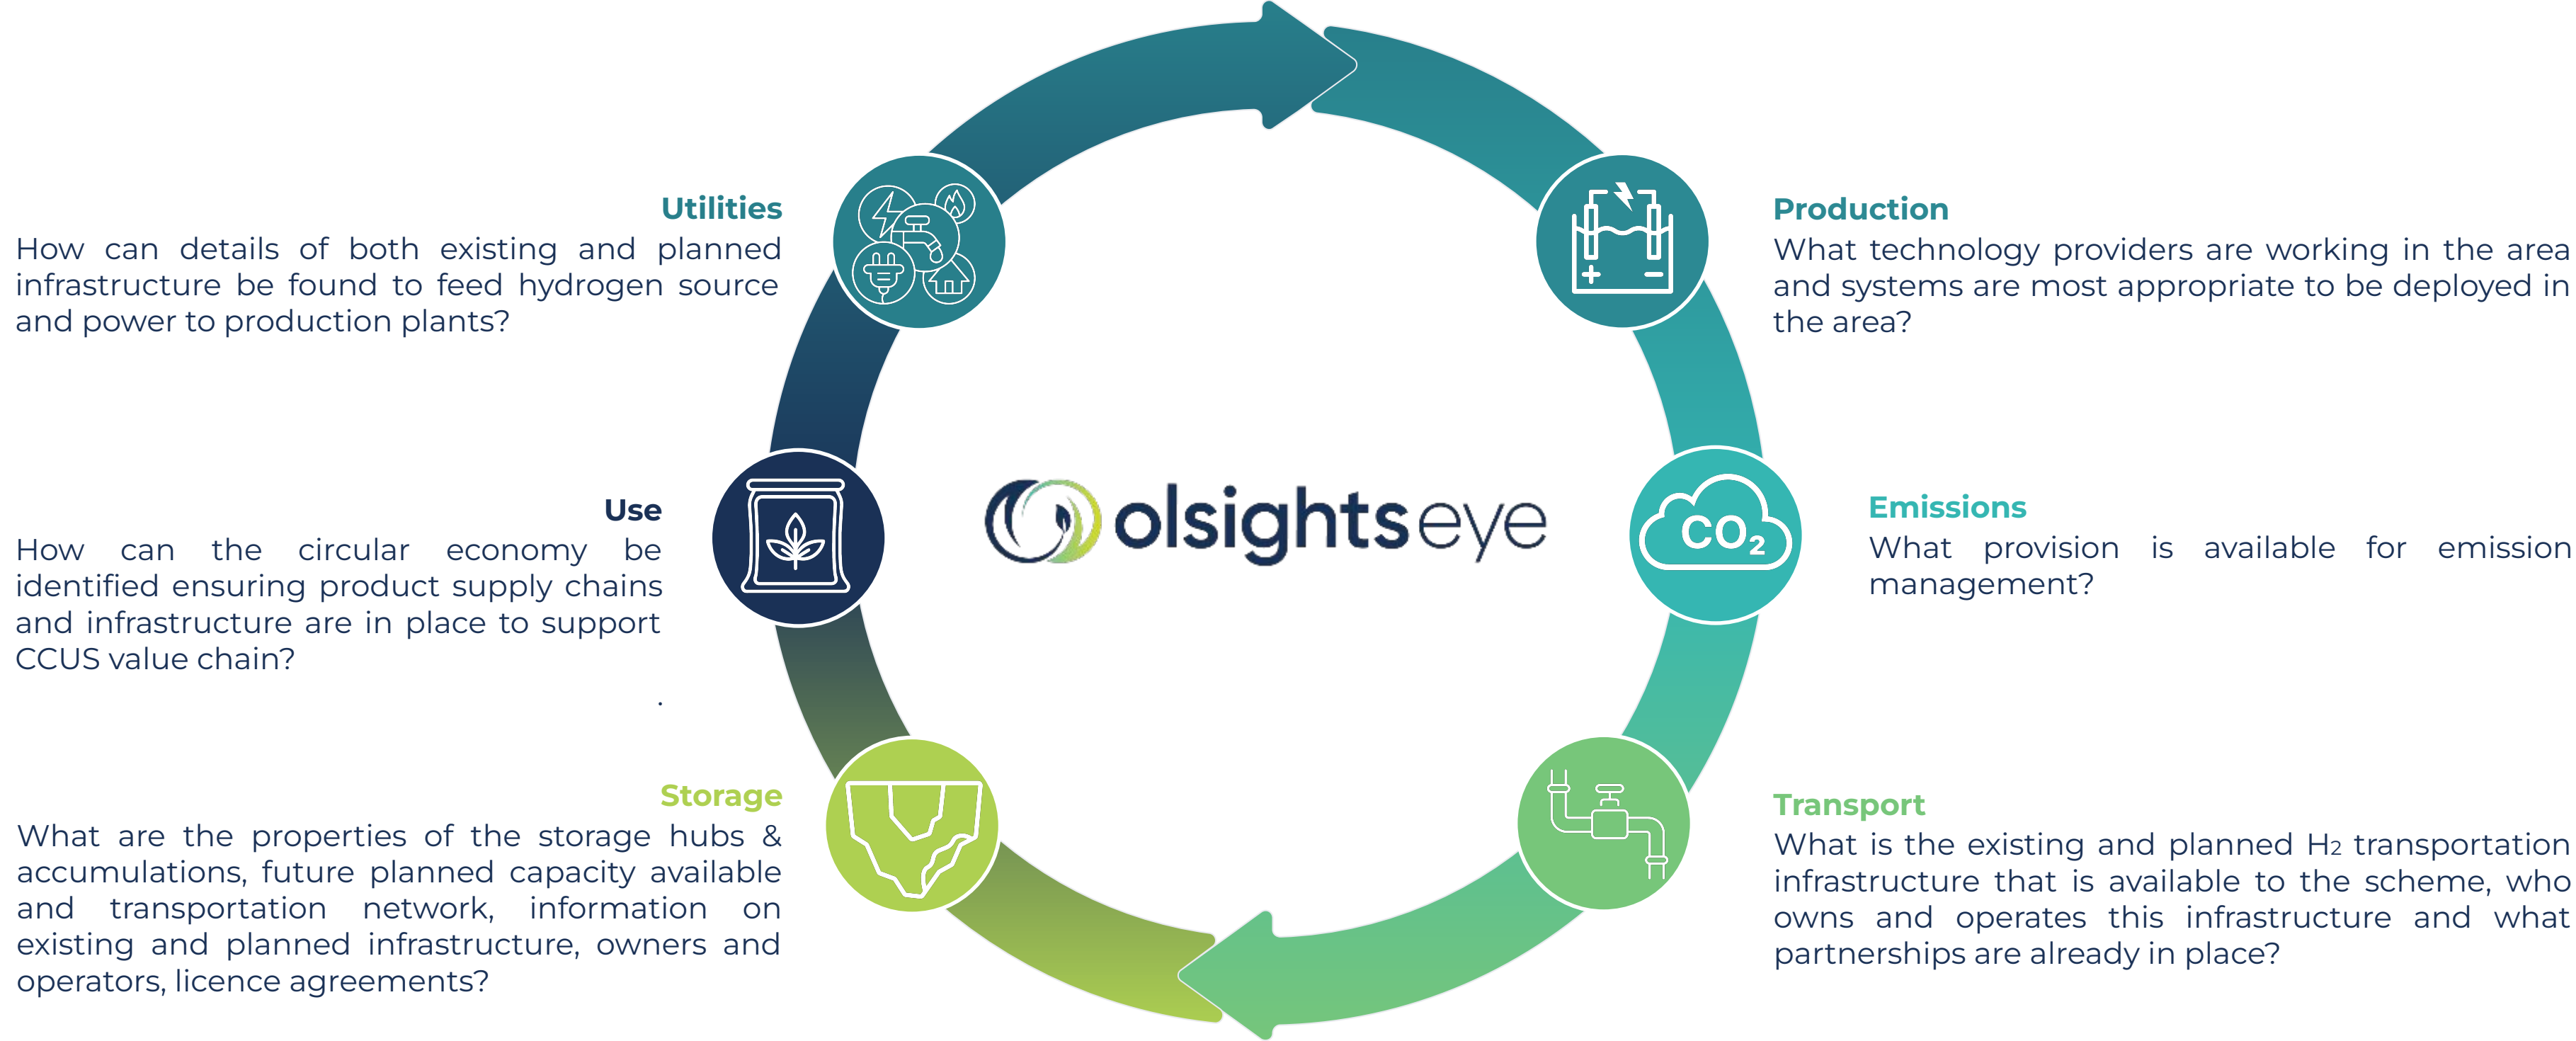 Utilities
How can details of both existing and planned
infrastructure be found to feed hydrogen source
and power to production plants?
Production
What technology providers are working in the area
and systems are most appropriate to be deployed in
the area?
Use
How can the circular economy be
identified ensuring product supply chains
and infrastructure are in place to support
CCUS value chain?
.
olsightseye
CO₂
Emissions
What provision is available for emission
management?
Storage
What are the properties of the storage hubs &
accumulations, future planned capacity available
and transportation network, information on
existing and planned infrastructure, owners and
operators, licence agreements?
Transport
What is the existing and planned H₂ transportation
infrastructure that is available to the scheme, who
owns and operates this infrastructure and what
partnerships are already in place?